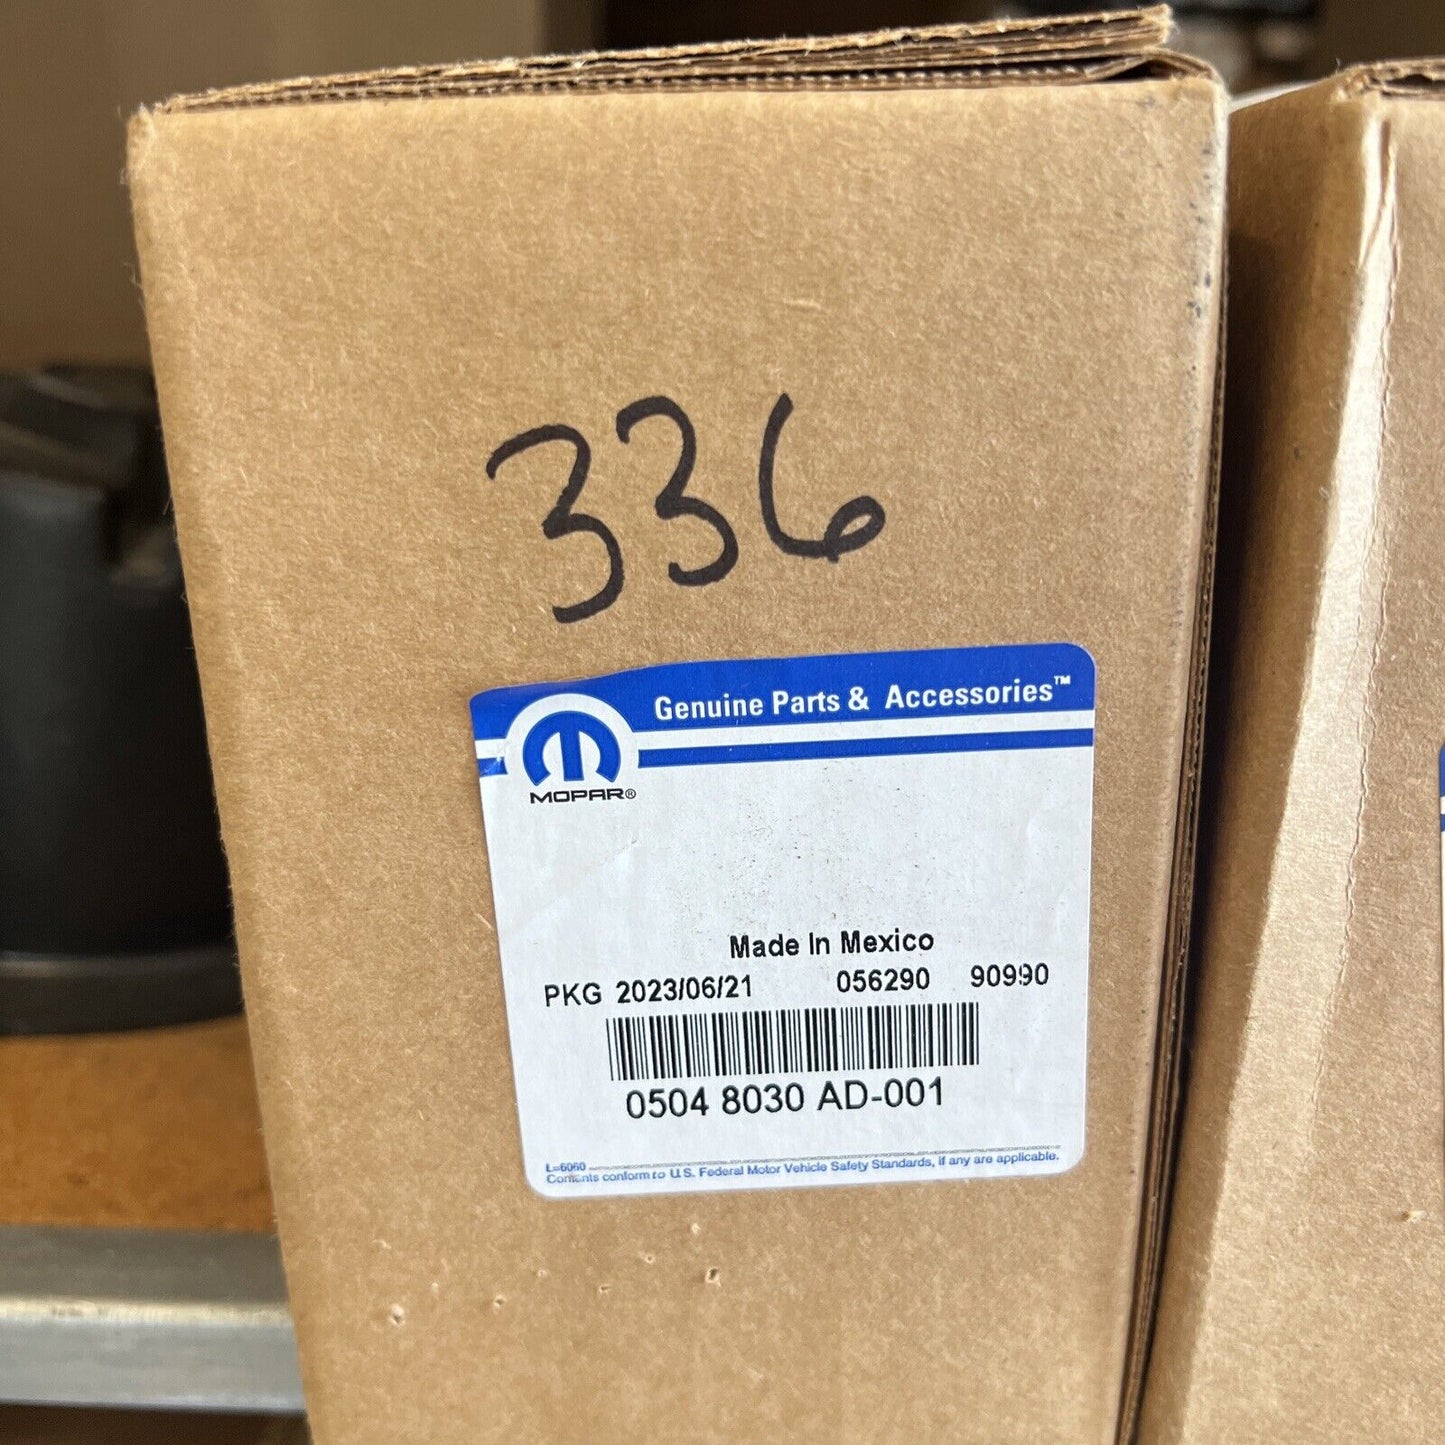 336
Genuine Parts & Accessories™
MOPAR®
Made In Mexico
PKG 2023/06/21 056290 90990
0504 8030 AD-001
L=6060
Contents conform to U.S. Federal Motor Vehicle Safety Standards, if any are applicable.